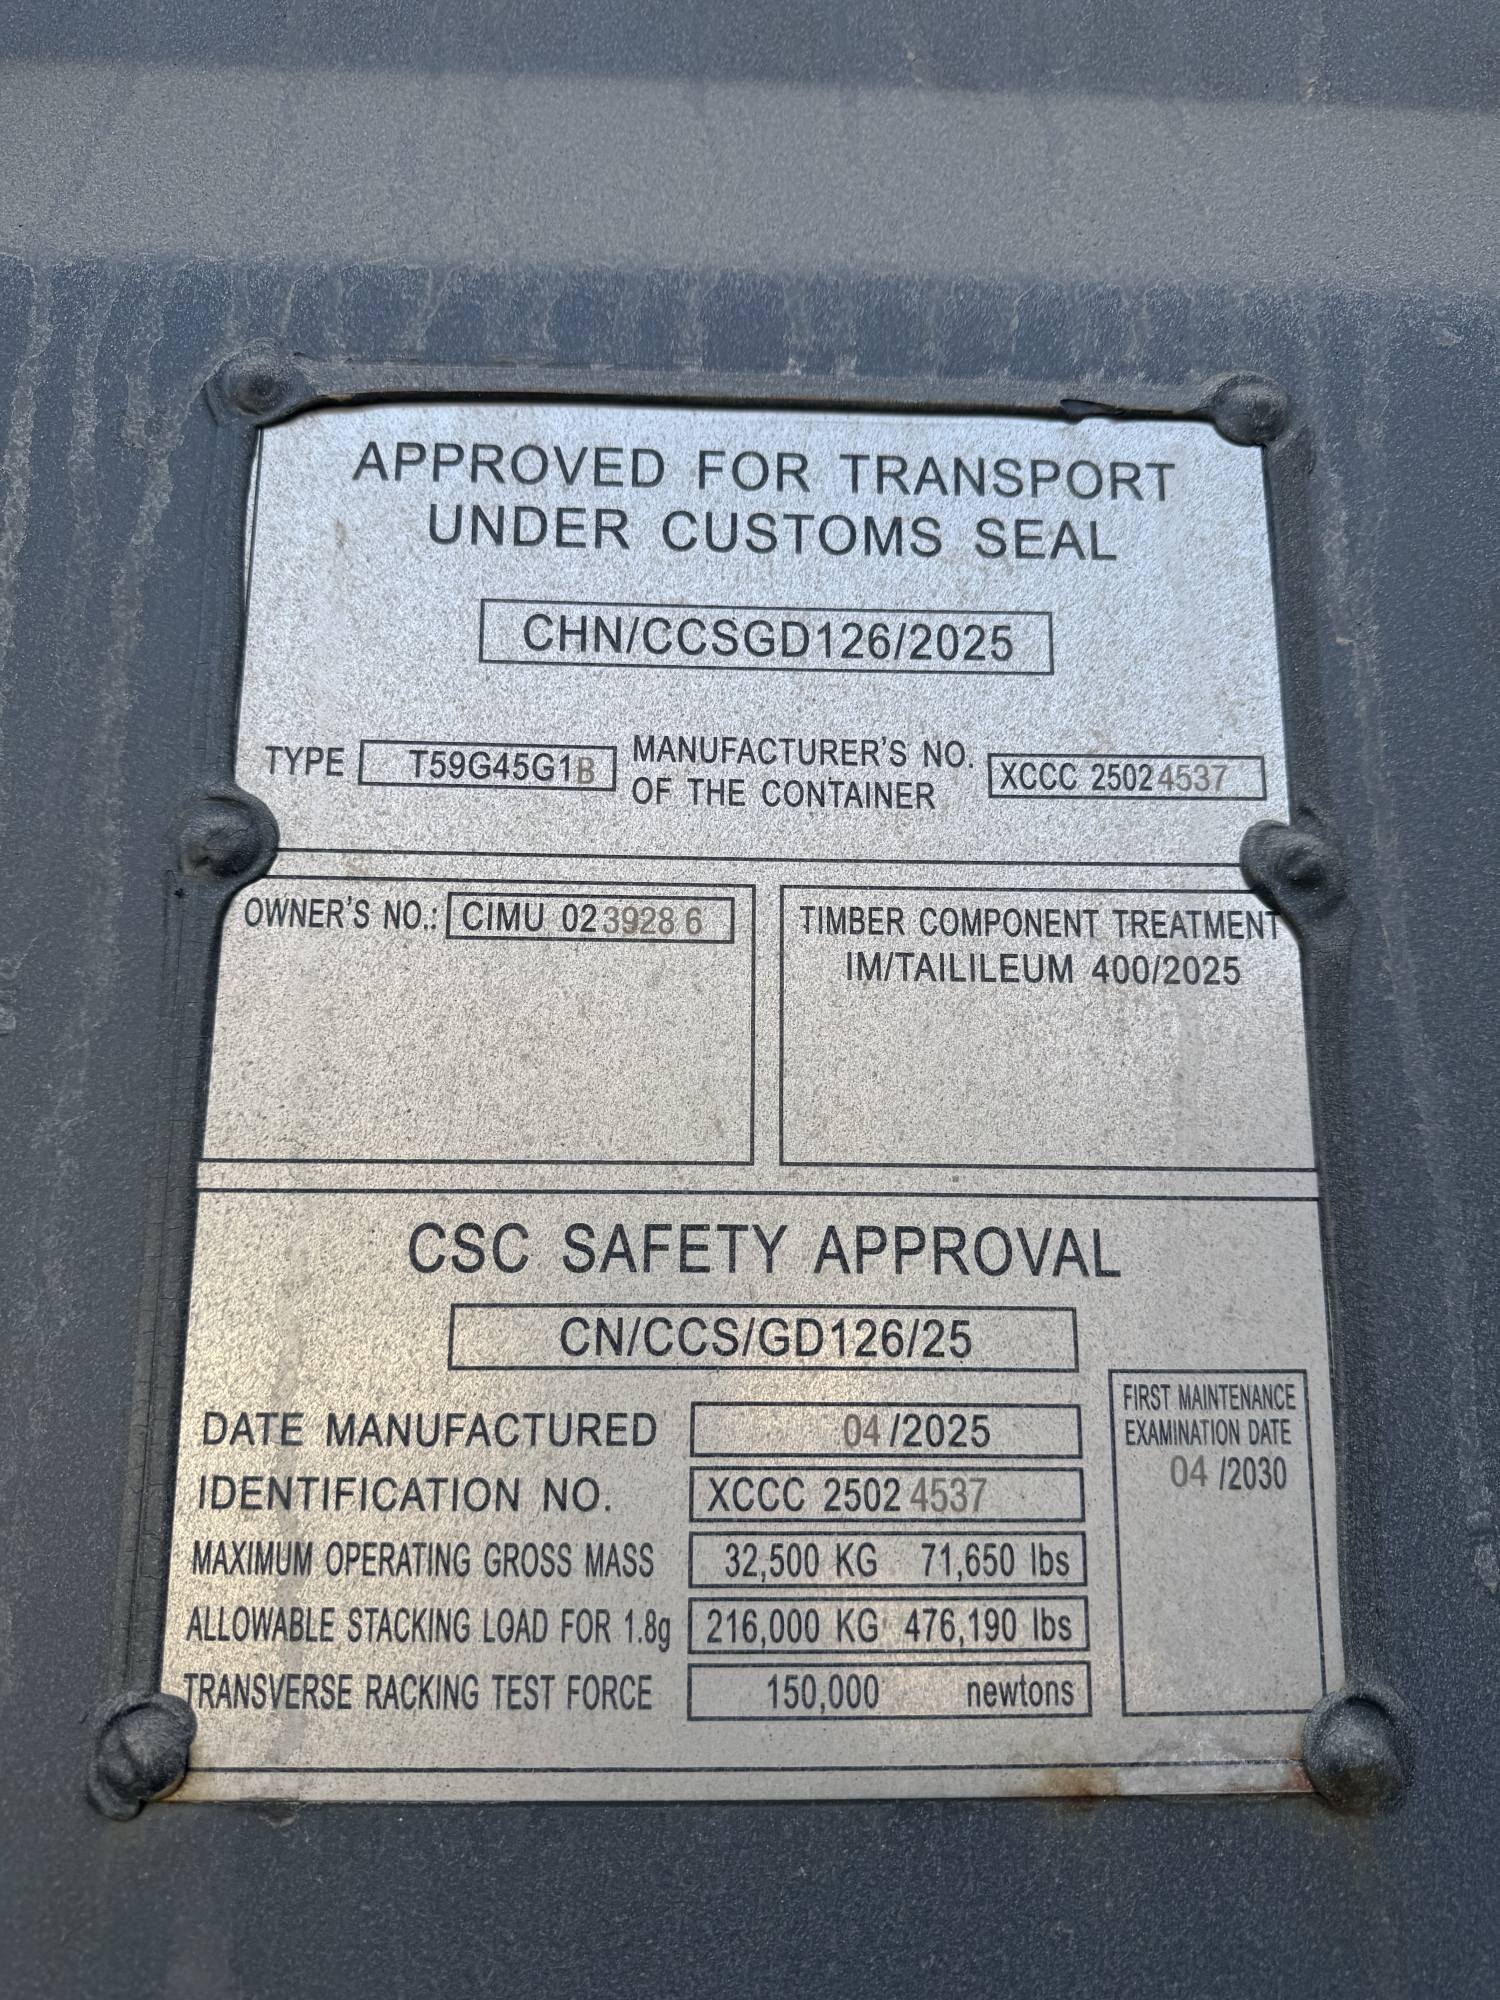 APPROVED FOR TRANSPORT
UNDER CUSTOMS SEAL
CHN/CCSGD126/2025
TYPE T59G45G1B
MANUFACTURER'S NO.
OF THE CONTAINER
XCCC 25024537
OWNER'S NO.: CIMU 023928 6
TIMBER COMPONENT TREATMENT
IM/TAILILEUM 400/2025
CSC SAFETY APPROVAL
CN/CCS/GD126/25
DATE MANUFACTURED 04/2025
IDENTIFICATION NO. XCCC 25024537
MAXIMUM OPERATING GROSS MASS 32,500 KG 71,650 lbs
ALLOWABLE STACKING LOAD FOR 1.8g 216,000 KG 476,190 lbs
TRANSVERSE RACKING TEST FORCE 150,000 newtons
FIRST MAINTENANCE
EXAMINATION DATE
04/2030